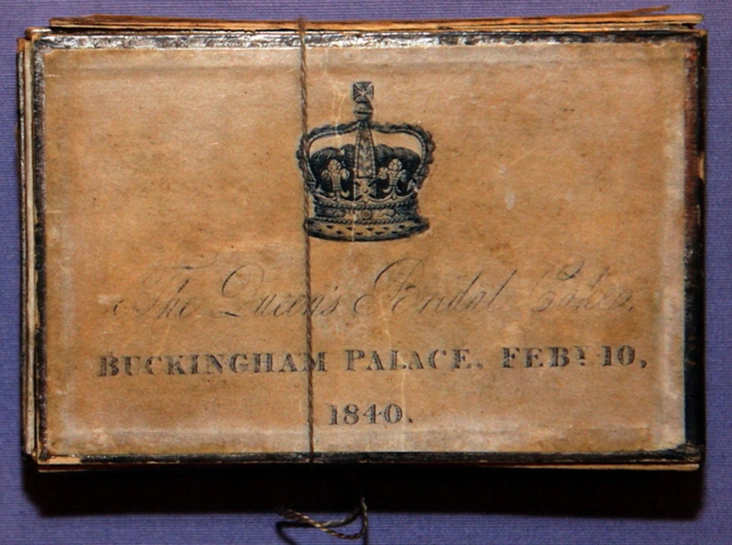 The Queen's Bridal Cake.
BUCKINGHAM PALACE, FEBY 10,
1840.